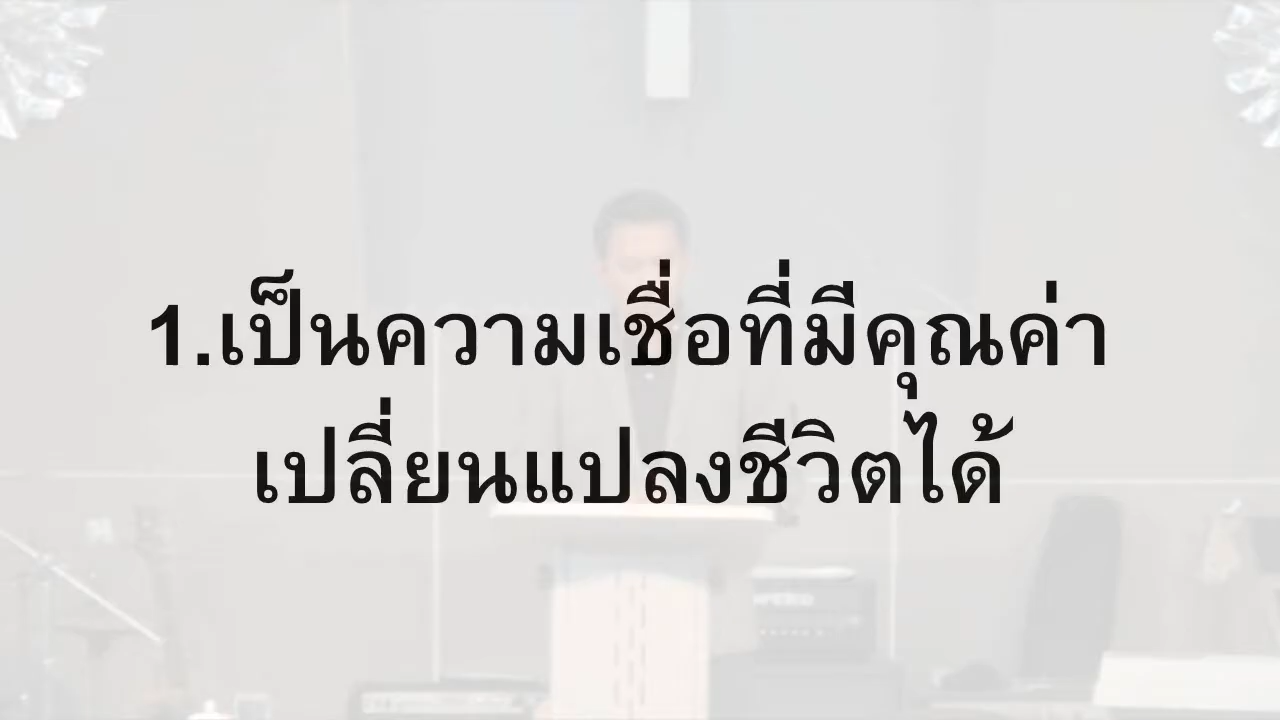 1.เป็นความเชื่อที่มีคุณค่า
เปลี่ยนแปลงชีวิตได้